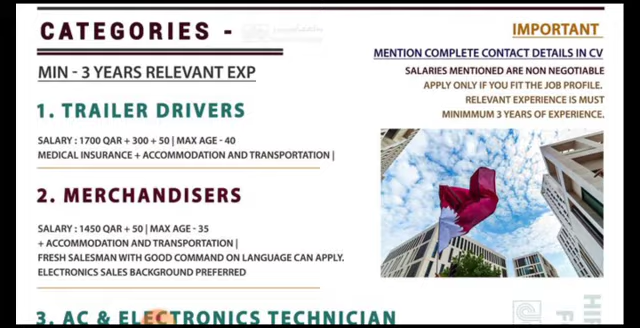 CATEGORIES -
MIN - 3 YEARS RELEVANT EXP
1. TRAILER DRIVERS
SALARY : 1700 QAR + 300 + 50 | MAX AGE - 40
MEDICAL INSURANCE + ACCOMMODATION AND TRANSPORTATION |
2. MERCHANDISERS
SALARY : 1450 QAR + 50 | MAX AGE - 35
+ ACCOMMODATION AND TRANSPORTATION |
FRESH SALESMAN WITH GOOD COMMAND ON LANGUAGE CAN APPLY.
ELECTRONICS SALES BACKGROUND PREFERRED
3. AC & ELECTRONICS TECHNICIAN
IMPORTANT
MENTION COMPLETE CONTACT DETAILS IN CV
SALARIES MENTIONED ARE NON NEGOTIABLE
APPLY ONLY IF YOU FIT THE JOB PROFILE.
RELEVANT EXPERIENCE IS MUST
MINIMMUM 3 YEARS OF EXPERIENCE.